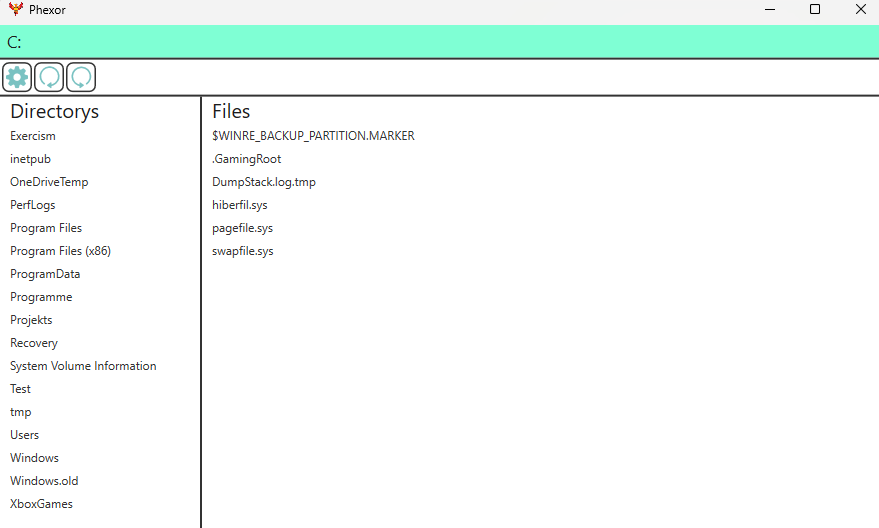 Phexor
C:
Directorys
Exercism
inetpub
OneDriveTemp
PerfLogs
Program Files
Program Files (x86)
ProgramData
Programme
Projekts
Recovery
System Volume Information
Test
tmp
Users
Windows
Windows.old
XboxGames
Files
$WINRE_BACKUP_PARTITION.MARKER
.GamingRoot
DumpStack.log.tmp
hiberfil.sys
pagefile.sys
swapfile.sys